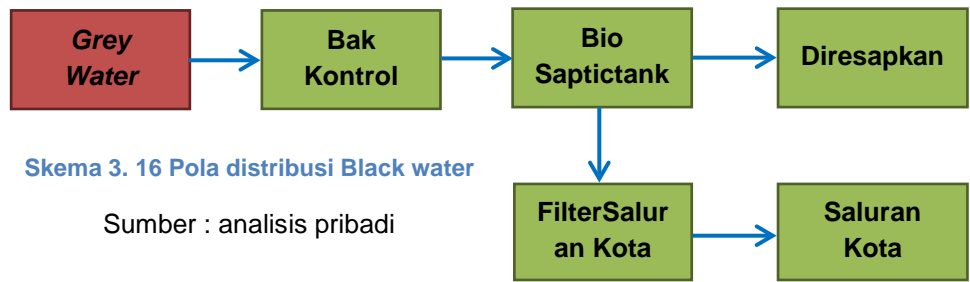 Grey
Water
Bak
Kontrol
Bio
Saptictank
Diresapkan
Skema 3. 16 Pola distribusi Black water
Sumber : analisis pribadi
FilterSalur
an Kota
Saluran
Kota